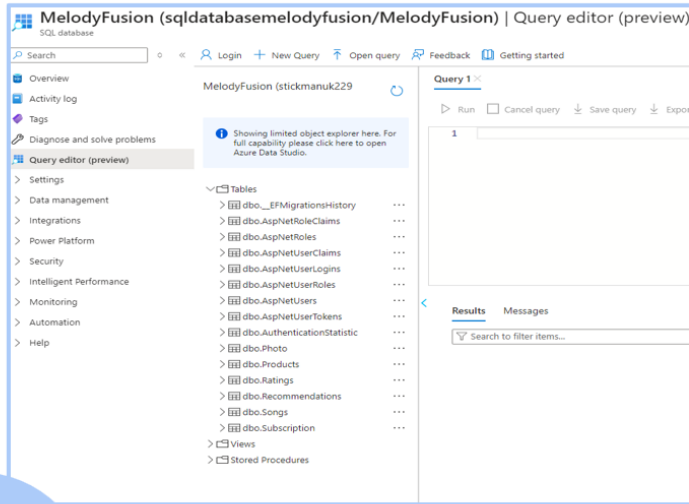 MelodyFusion (sqldatabasemelodyfusion/MelodyFusion) | Query editor (preview)
SQL database
Search
Login
New Query
Open query
Feedback
Getting started
Overview
Activity log
Tags
Diagnose and solve problems
Query editor (preview)
Settings
Data management
Integrations
Power Platform
Security
Intelligent Performance
Monitoring
Automation
Help
MelodyFusion (stickmanuk229
Showing limited object explorer here. For
full capability please click here to open
Azure Data Studio.
Tables
dbo.__EFMigrationsHistory
dbo.AspNetRoleClaims
dbo.AspNetRoles
dbo.AspNetUserClaims
dbo.AspNetUserLogins
dbo.AspNetUserRoles
dbo.AspNetUsers
dbo.AspNetUserTokens
dbo.AuthenticationStatistic
dbo.Photo
dbo.Products
dbo.Ratings
dbo.Recommendations
dbo.Songs
dbo.Subscription
Views
Stored Procedures
Query 1
Run
Cancel query
Save query
Expor
1
Results
Messages
Search to filter items...